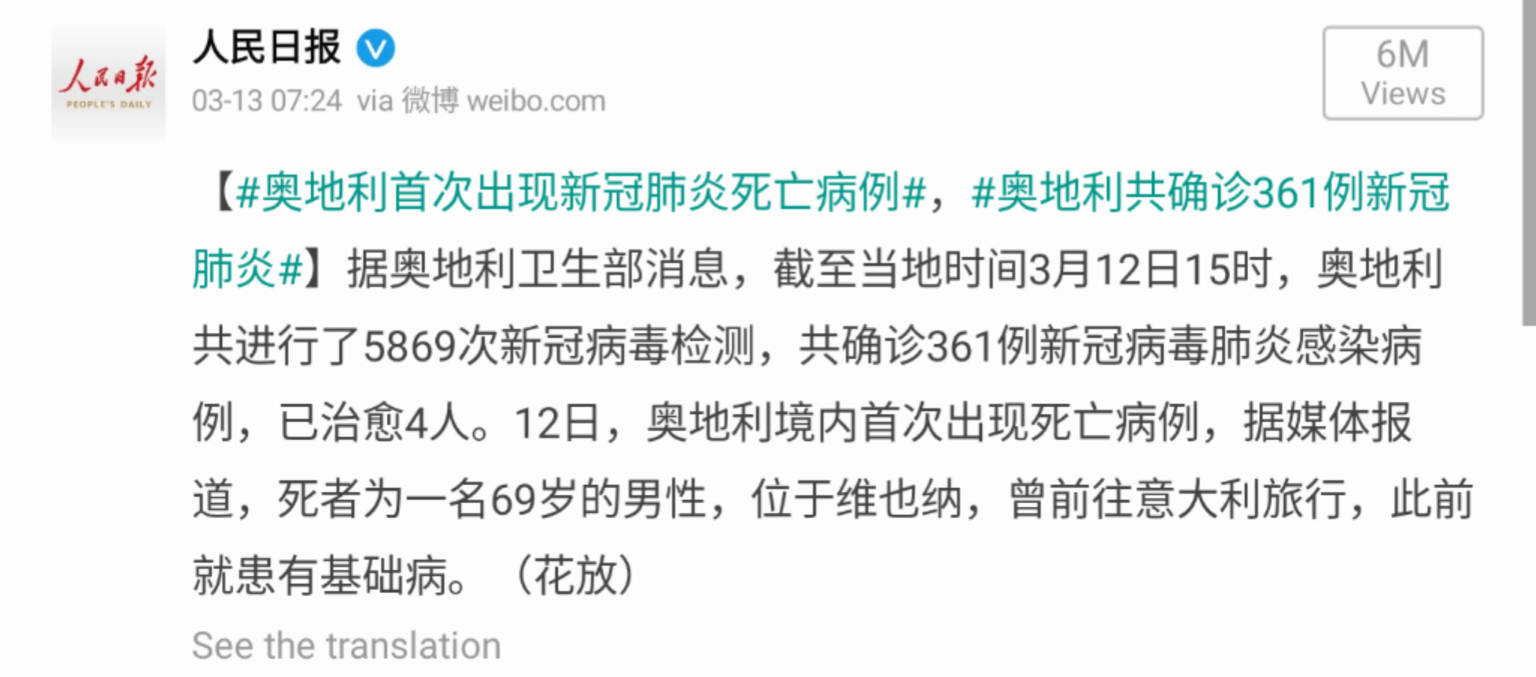 人民日报
PEOPLE'S DAILY
人民日报
03-13 07:24 via 微博 weibo.com
6M
Views
【#奥地利首次出现新冠肺炎死亡病例#，#奥地利共确诊361例新冠
肺炎#】据奥地利卫生部消息，截至当地时间3月12日15时，奥地利
共进行了5869次新冠病毒检测，共确诊361例新冠病毒肺炎感染病
例，已治愈4人。12日，奥地利境内首次出现死亡病例，据媒体报
道，死者为一名69岁的男性，位于维也纳，曾前往意大利旅行，此前
就患有基础病。（花放）
See the translation